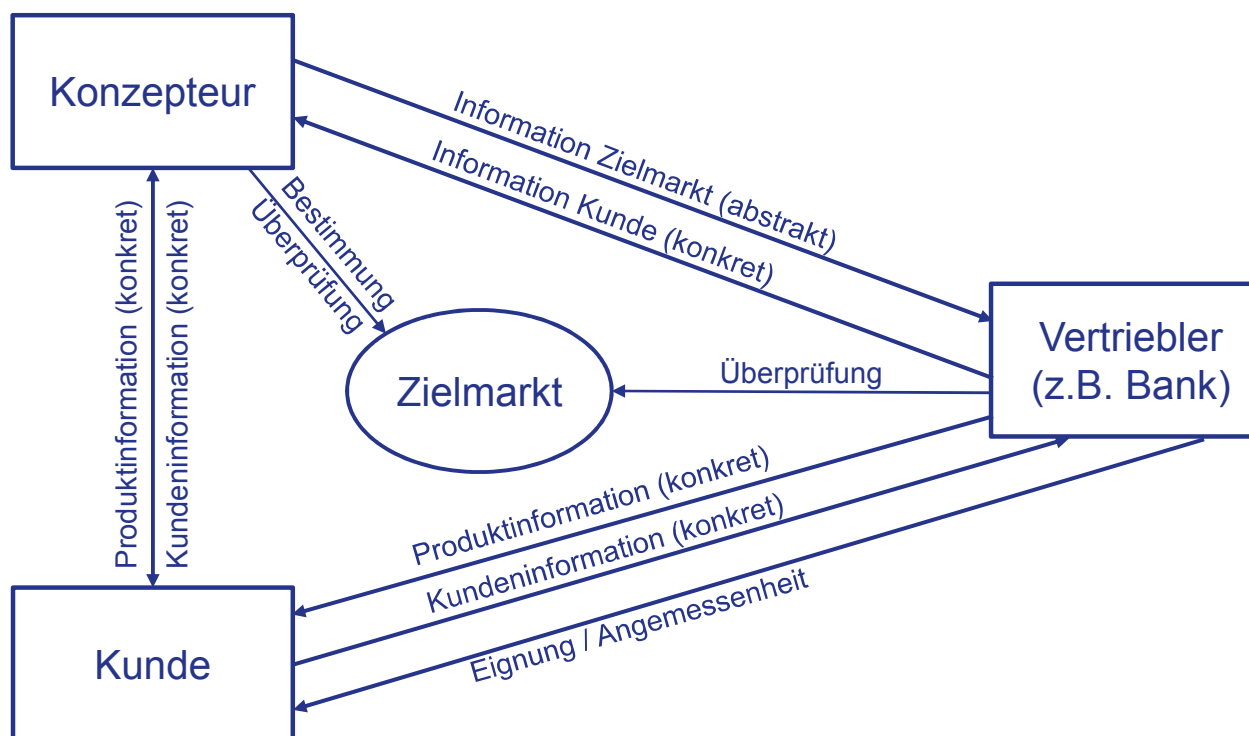 Konzepteur
Information Zielmarkt (abstrakt)
Information Kunde (konkret)
Bestimmung
Überprüfung
Produktinformation (konkret)
Kundeninformation (konkret)
Zielmarkt
Überprüfung
Vertriebler
(z.B. Bank)
Produktinformation (konkret)
Kundeninformation (konkret)
Eignung / Angemessenheit
Kunde